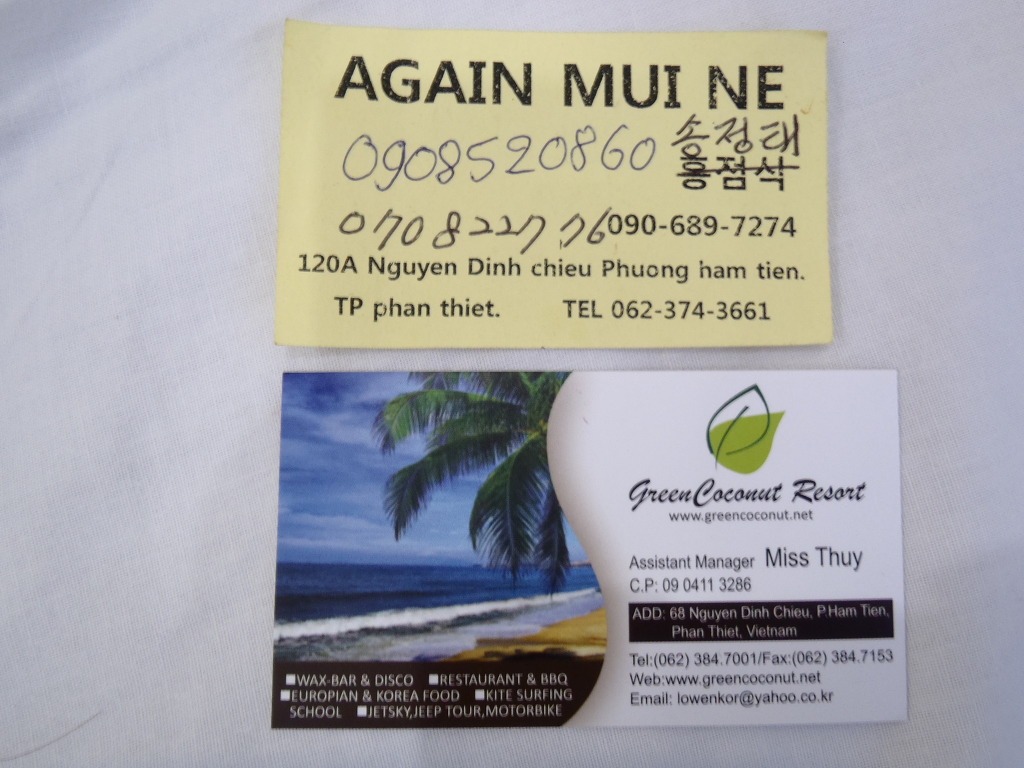 AGAIN MUI NE
0908520860 송정태
홍점식
070 8227 76 090-689-7274
120A Nguyen Dinh chieu Phuong ham tien.
TP phan thiet. TEL 062-374-3661
GreenCoconut Resort
www.greencoconut.net
Assistant Manager Miss Thuy
C.P: 09 0411 3286
ADD: 68 Nguyen Dinh Chieu, P.Ham Tien,
Phan Thiet, Vietnam
Tel:(062) 384.7001/Fax:(062) 384.7153
Web:www.greencoconut.net
Email: lowenkor@yahoo.co.kr
WAX-BAR & DISCO RESTAURANT & BBQ
EUROPIAN & KOREA FOOD KITE SURFING
SCHOOL JETSKY,JEEP TOUR,MOTORBIKE